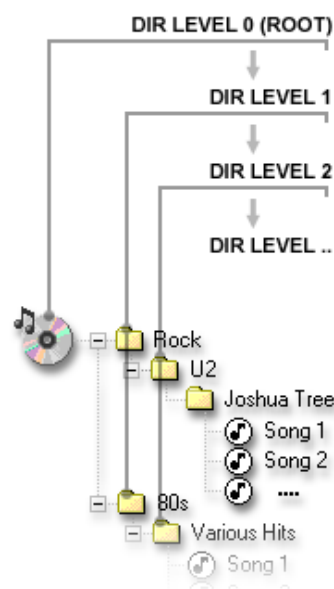 DIR LEVEL 0 (ROOT)
DIR LEVEL 1
DIR LEVEL 2
DIR LEVEL ..
Rock
U2
Joshua Tree
Song 1
Song 2
....
80s
Various Hits
Song 1